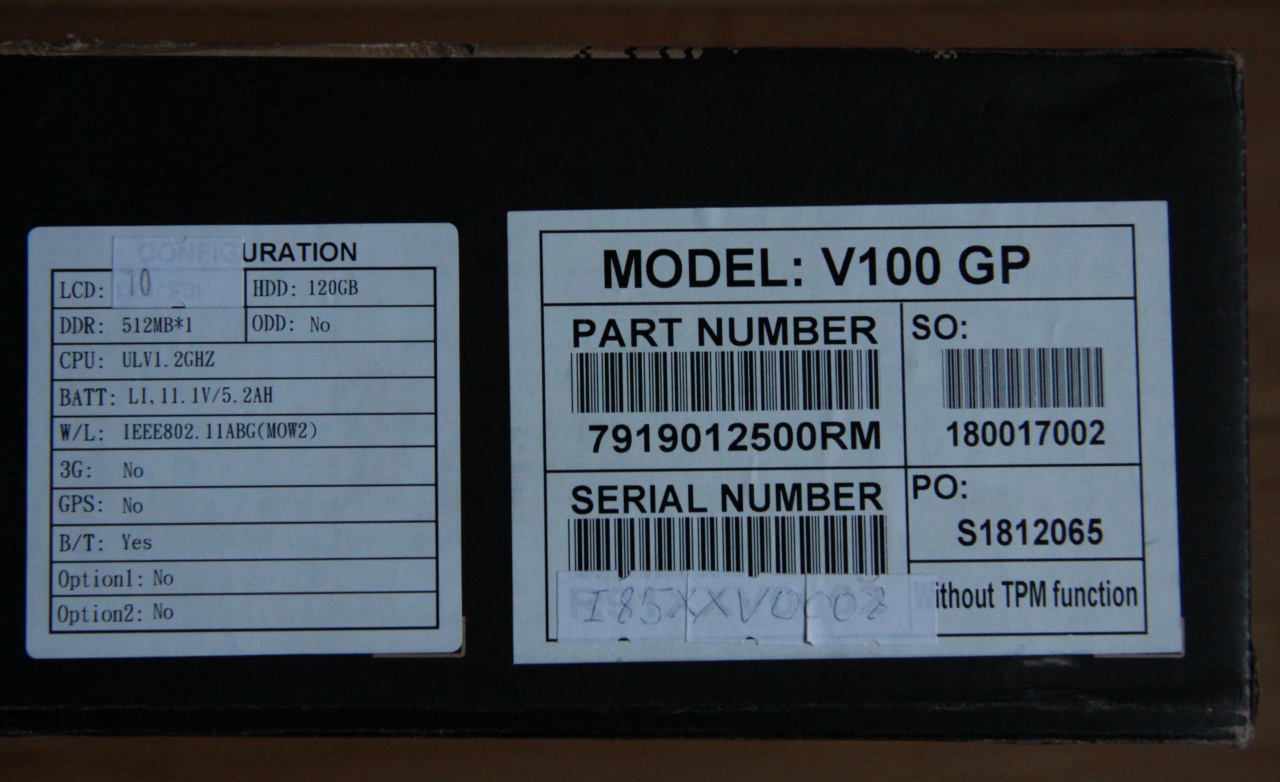 CONFIGURATION
LCD: 10
HDD: 120GB
DDR: 512MB*1
ODD: No
CPU: ULV1.2GHZ
BATT: LI,11.1V/5.2AH
W/L: IEEE802.11ABG(MOW2)
3G: No
GPS: No
B/T: Yes
Option1: No
Option2: No
MODEL: V100 GP
PART NUMBER
7919012500RM
SO:
180017002
SERIAL NUMBER
I85XXV0008
PO:
S1812065
Without TPM function